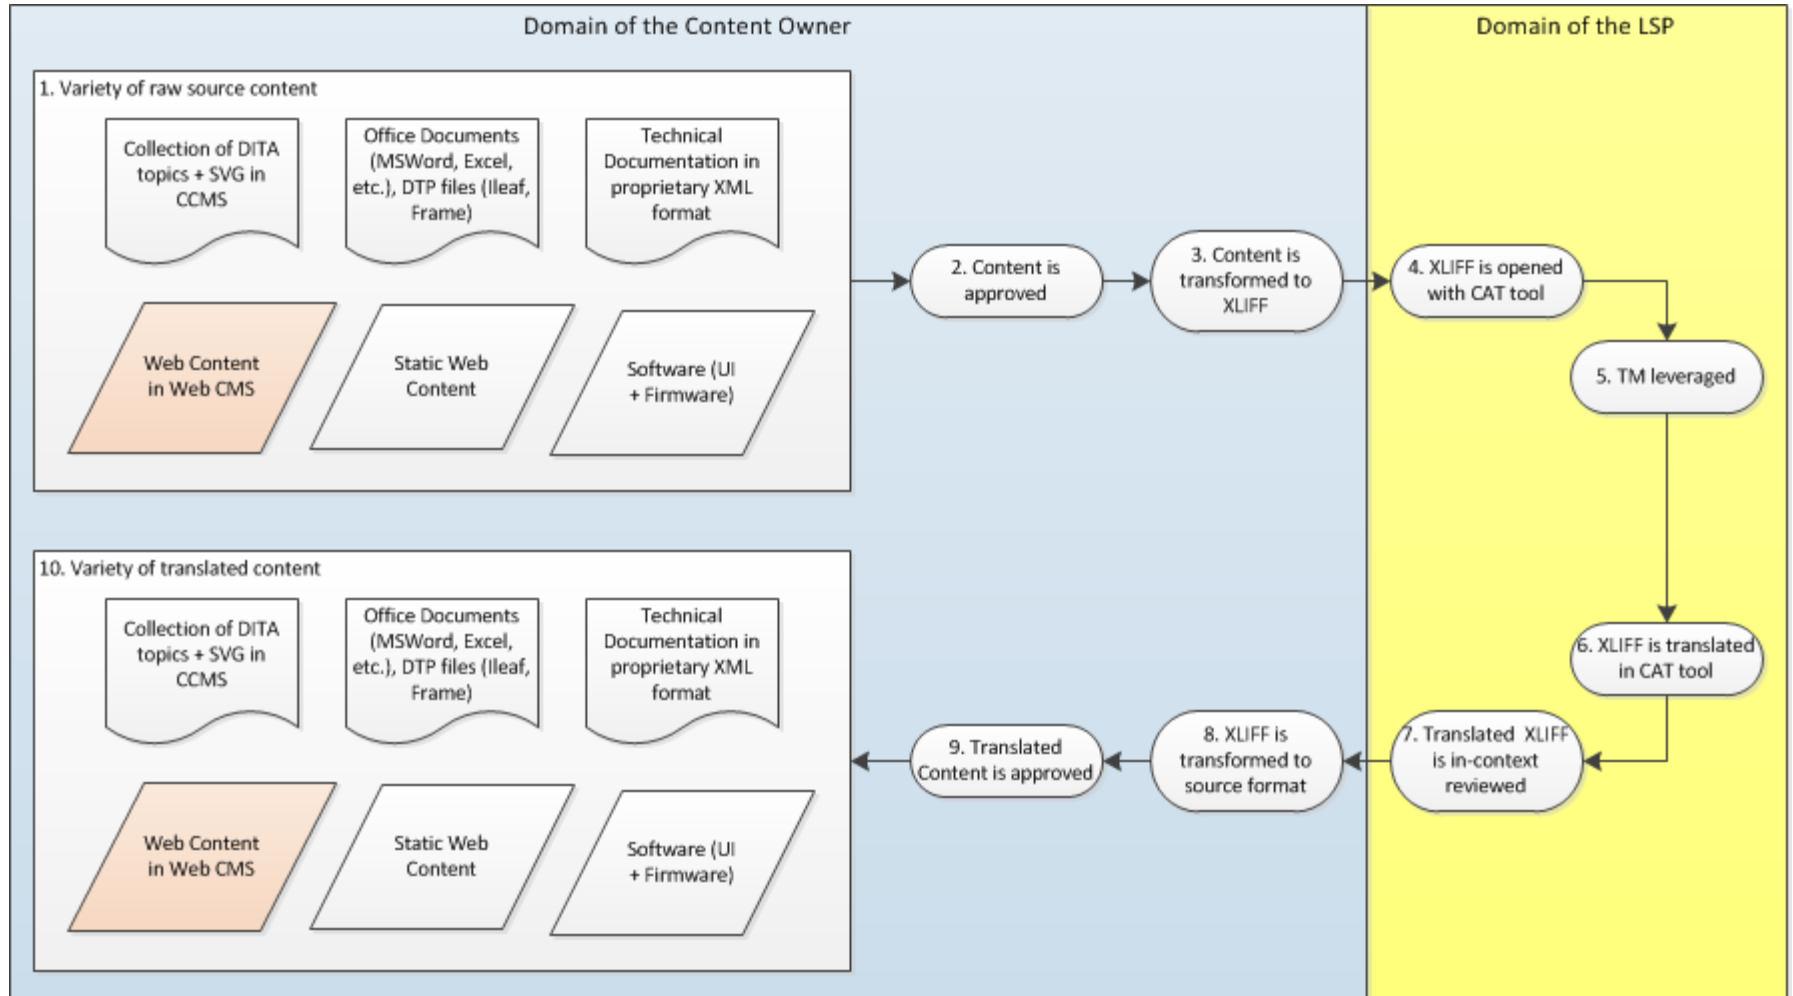 Domain of the Content Owner
Domain of the LSP
1. Variety of raw source content
Collection of DITA
topics + SVG in
CCMS
Office Documents
(MSWord, Excel,
etc.), DTP files (Ileaf,
Frame)
Technical
Documentation in
proprietary XML
format
Web Content
in Web CMS
Static Web
Content
Software (UI
+ Firmware)
2. Content is
approved
3. Content is
transformed to
XLIFF
4. XLIFF is opened
with CAT tool
5. TM leveraged
6. XLIFF is translated
in CAT tool
7. Translated XLIFF
is in-context
reviewed
8. XLIFF is
transformed to
source format
9. Translated
Content is approved
10. Variety of translated content
Collection of DITA
topics + SVG in
CCMS
Office Documents
(MSWord, Excel,
etc.), DTP files (Ileaf,
Frame)
Technical
Documentation in
proprietary XML
format
Web Content
in Web CMS
Static Web
Content
Software (UI
+ Firmware)